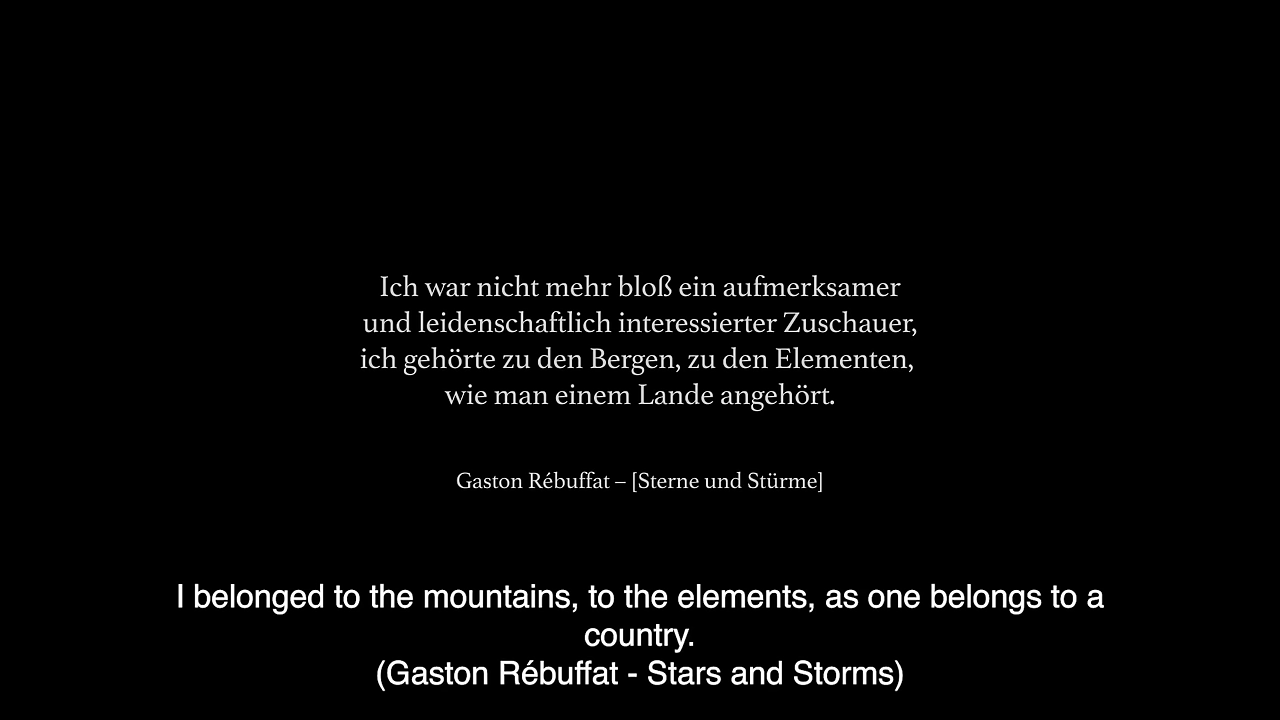 Ich war nicht mehr bloß ein aufmerksamer
und leidenschaftlich interessierter Zuschauer,
ich gehörte zu den Bergen, zu den Elementen,
wie man einem Lande angehört.
Gaston Rébuffat – [Sterne und Stürme]
I belonged to the mountains, to the elements, as one belongs to a
country.
(Gaston Rébuffat - Stars and Storms)